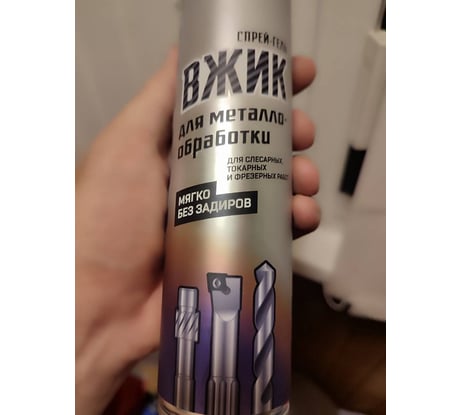 СПРЕЙ-ГЕЛЬ
ВЖИК
ДЛЯ МЕТАЛЛО-
ОБРАБОТКИ
ДЛЯ СЛЕСАРНЫХ,
ТОКАРНЫХ
И ФРЕЗЕРНЫХ РАБОТ
МЯГКО
БЕЗ ЗАДИРОВ